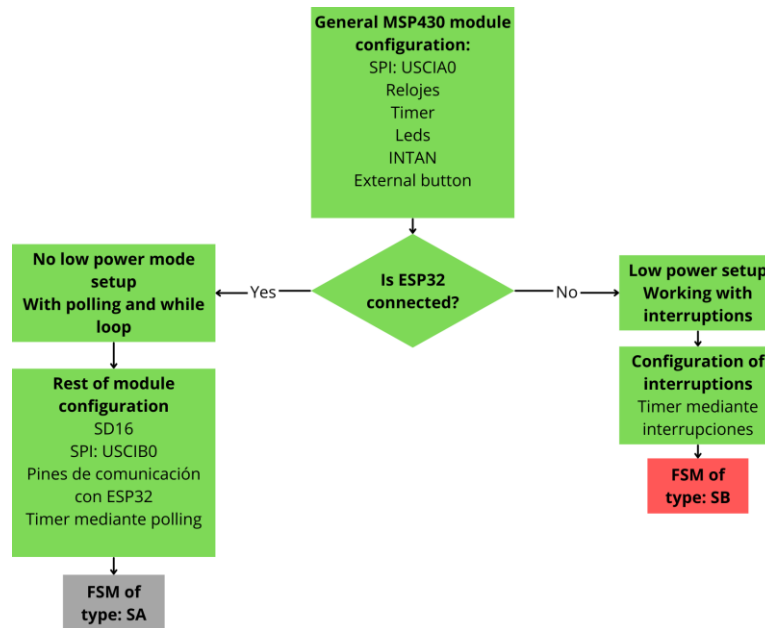 General MSP430 module
configuration:
SPI: USCIA0
Relojes
Timer
Leds
INTAN
External button
Is ESP32
connected?
Yes
No
No low power mode
setup
With polling and while
loop
Rest of module
configuration
SD16
SPI: USCIB0
Pines de comunicación
con ESP32
Timer mediante polling
FSM of
type: SA
Low power setup
Working with
interruptions
Configuration of
interruptions
Timer mediante
interrupciones
FSM of
type: SB